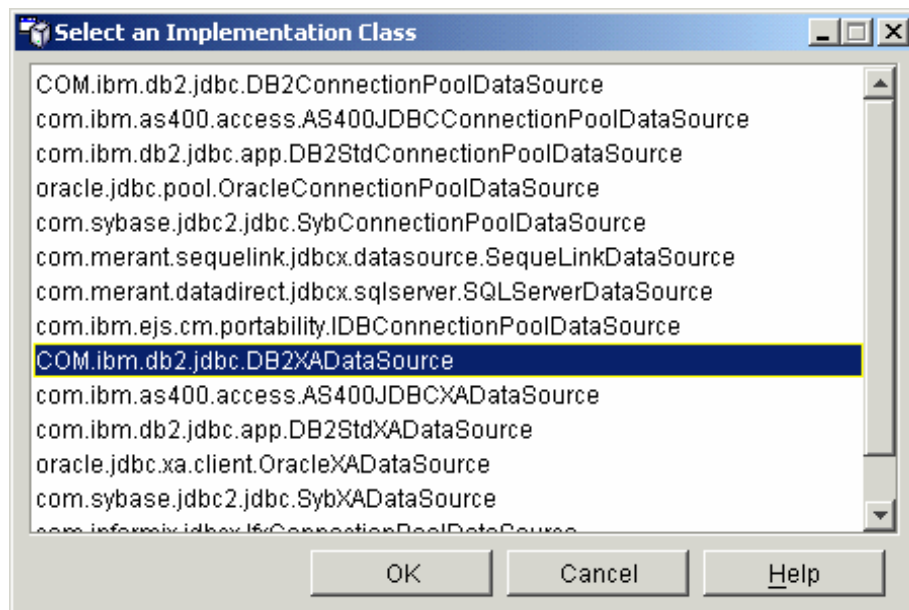 Select an Implementation Class
COM.ibm.db2.jdbc.DB2ConnectionPoolDataSource
com.ibm.as400.access.AS400JDBCConnectionPoolDataSource
com.ibm.db2.jdbc.app.DB2StdConnectionPoolDataSource
oracle.jdbc.pool.OracleConnectionPoolDataSource
com.sybase.jdbc2.jdbc.SybConnectionPoolDataSource
com.merant.sequelink.jdbcx.datasource.SequeLinkDataSource
com.merant.datadirect.jdbcx.sqlserver.SQLServerDataSource
com.ibm.ejs.cm.portability.IDBConnectionPoolDataSource
COM.ibm.db2.jdbc.DB2XADataSource
com.ibm.as400.access.AS400JDBCXADataSource
com.ibm.db2.jdbc.app.DB2StdXADataSource
oracle.jdbc.xa.client.OracleXADataSource
com.sybase.jdbc2.jdbc.SybXADataSource
com.informix.jdbcx.IfxConnectionPoolDataSource
OK Cancel Help